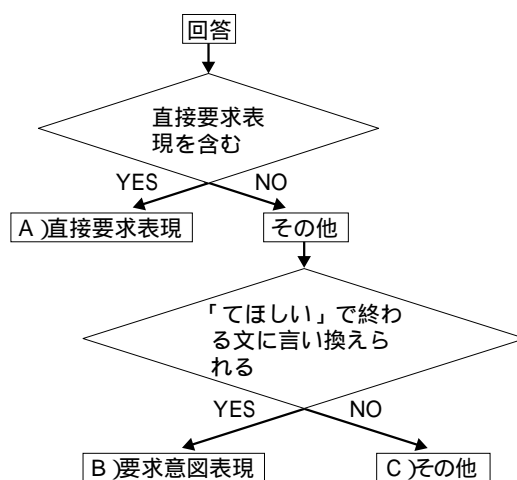 回答
直接要求表
現を含む
YES
NO
A)直接要求表現
その他
「てほしい」で終わ
る文に言い換えら
れる
YES
NO
B)要求意図表現
C)その他